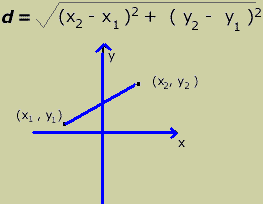 d = √(x₂ - x₁)² + (y₂ - y₁)²
y
(x₂, y₂)
(x₁, y₁)
x